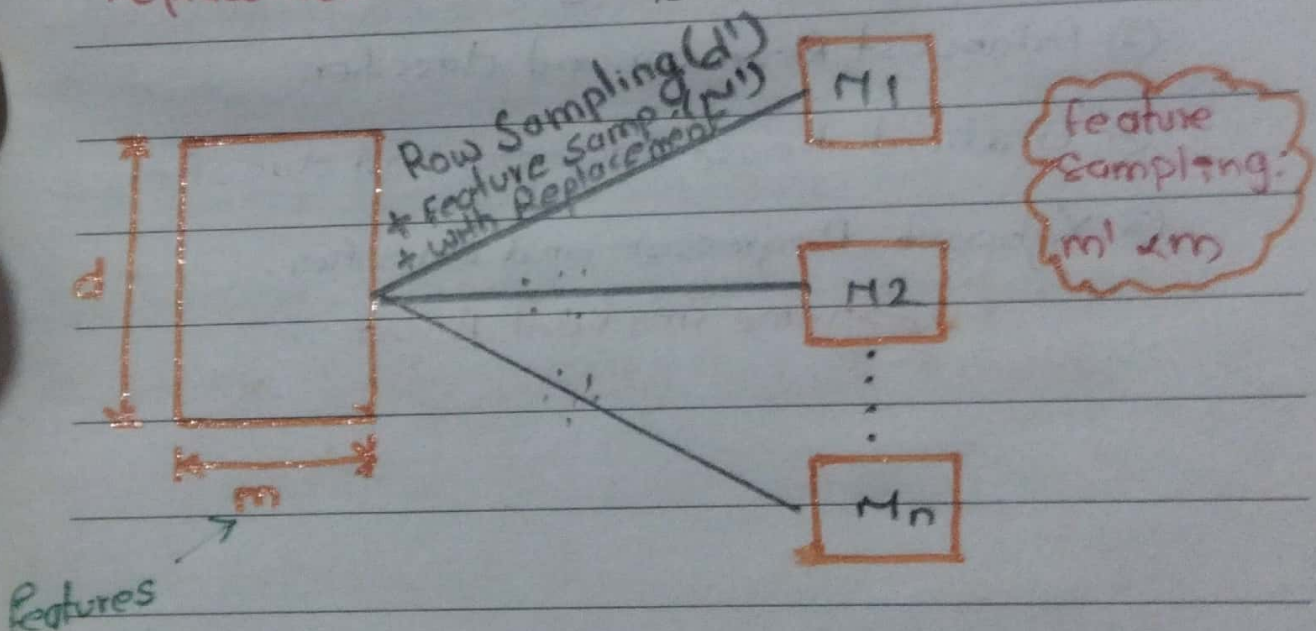 Row Sampling (d')
* Feature Samp: (M')
* with Replacement
M1
feature
sampling:
m' < m
d
M2
m
Mn
features